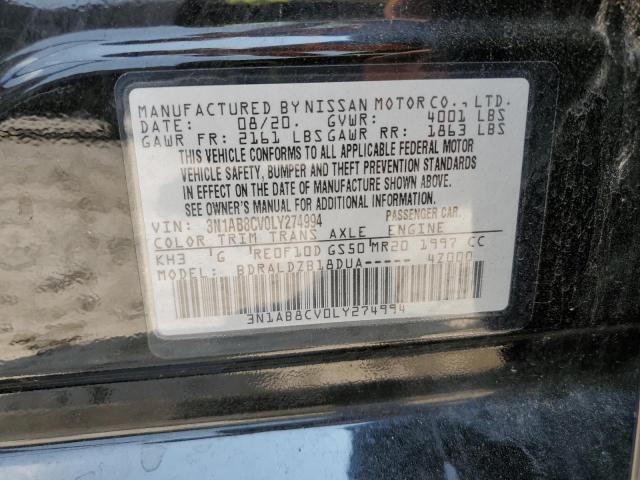 MANUFACTURED BY NISSAN MOTOR CO., LTD.
DATE: 08/20. GVWR: 4001 LBS
GAWR FR: 2161 LBS GAWR RR: 1863 LBS
THIS VEHICLE CONFORMS TO ALL APPLICABLE FEDERAL MOTOR
VEHICLE SAFETY, BUMPER AND THEFT PREVENTION STANDARDS
IN EFFECT ON THE DATE OF MANUFACTURE SHOWN ABOVE.
SEE OWNER'S MANUAL FOR ADDITIONAL INFORMATION.
VIN: 3N1AB8CV0LY274994 PASSENGER CAR.
COLOR TRIM TRANS AXLE ENGINE
KH3 G RE0F10D GS50 MR20 1997 CC
MODEL: BDRALDZB18DUA----- 4Z000
3N1AB8CV0LY274994